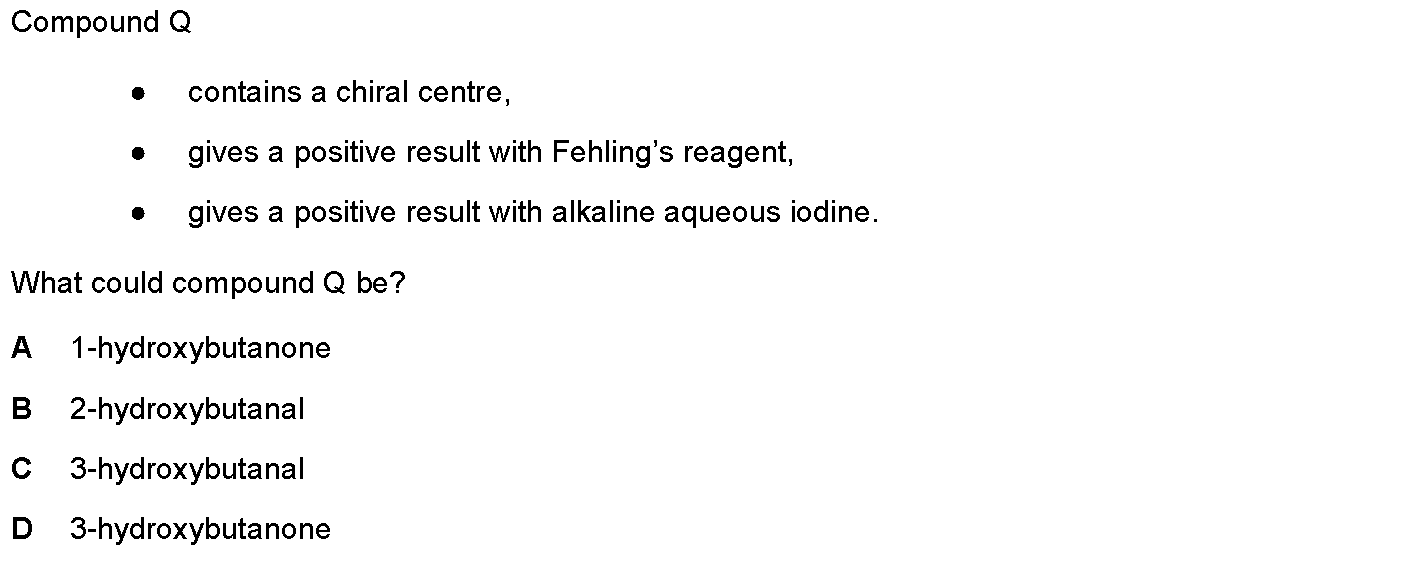 Compound Q
● contains a chiral centre,
● gives a positive result with Fehling’s reagent,
● gives a positive result with alkaline aqueous iodine.
What could compound Q be?
A 1-hydroxybutanone
B 2-hydroxybutanal
C 3-hydroxybutanal
D 3-hydroxybutanone